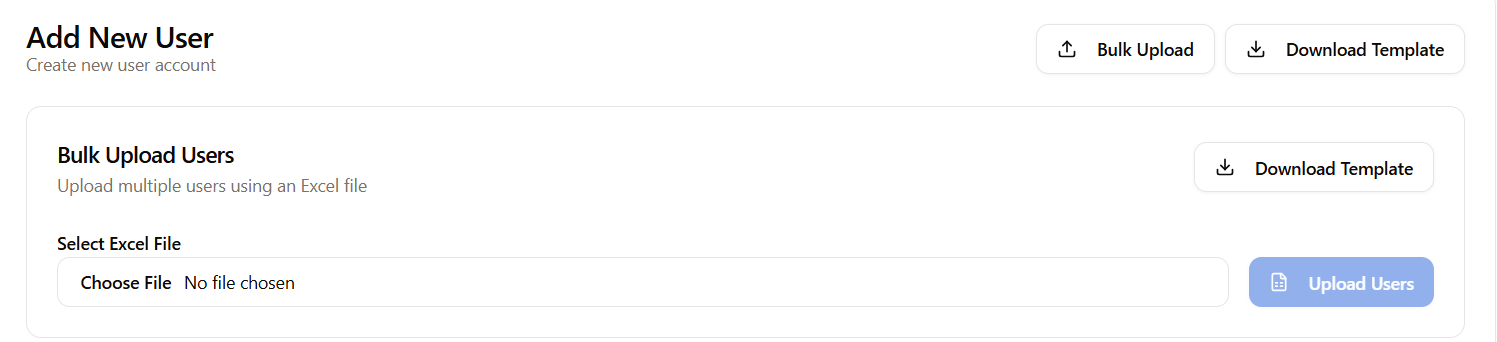 Add New User
Create new user account
Bulk Upload
Download Template
Bulk Upload Users
Upload multiple users using an Excel file
Download Template
Select Excel File
Choose File No file chosen
Upload Users